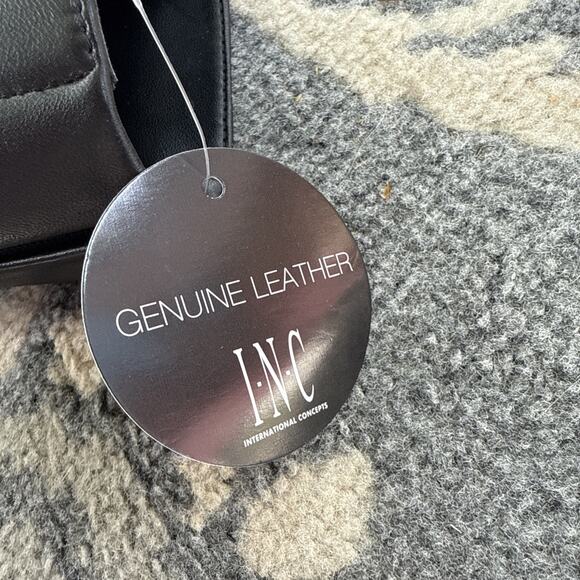 GENUINE LEATHER
I·N·C
INTERNATIONAL CONCEPTS